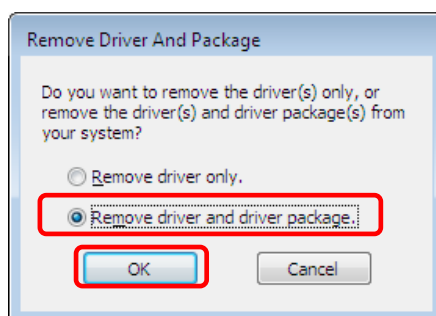 Remove Driver And Package
Do you want to remove the driver(s) only, or
remove the driver(s) and driver package(s) from
your system?
Remove driver only.
Remove driver and driver package.
OK
Cancel